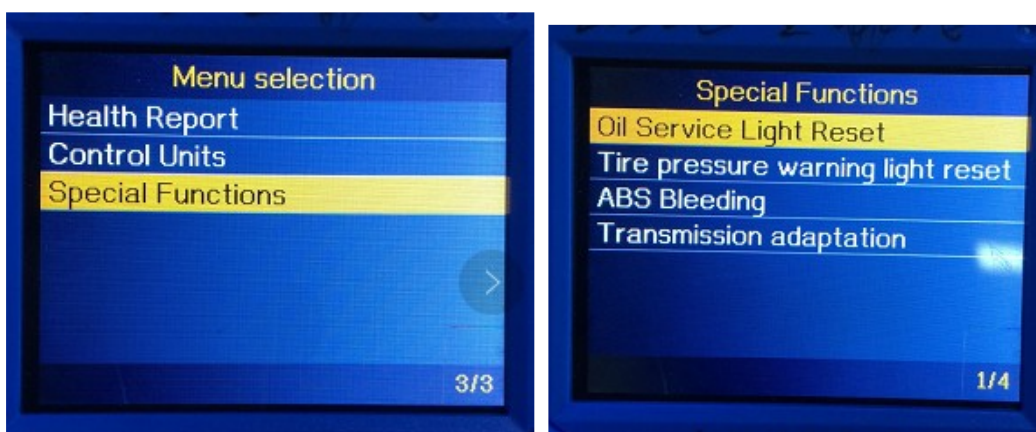 Menu selection
Health Report
Control Units
Special Functions
3/3
Special Functions
Oil Service Light Reset
Tire pressure warning light reset
ABS Bleeding
Transmission adaptation
1/4